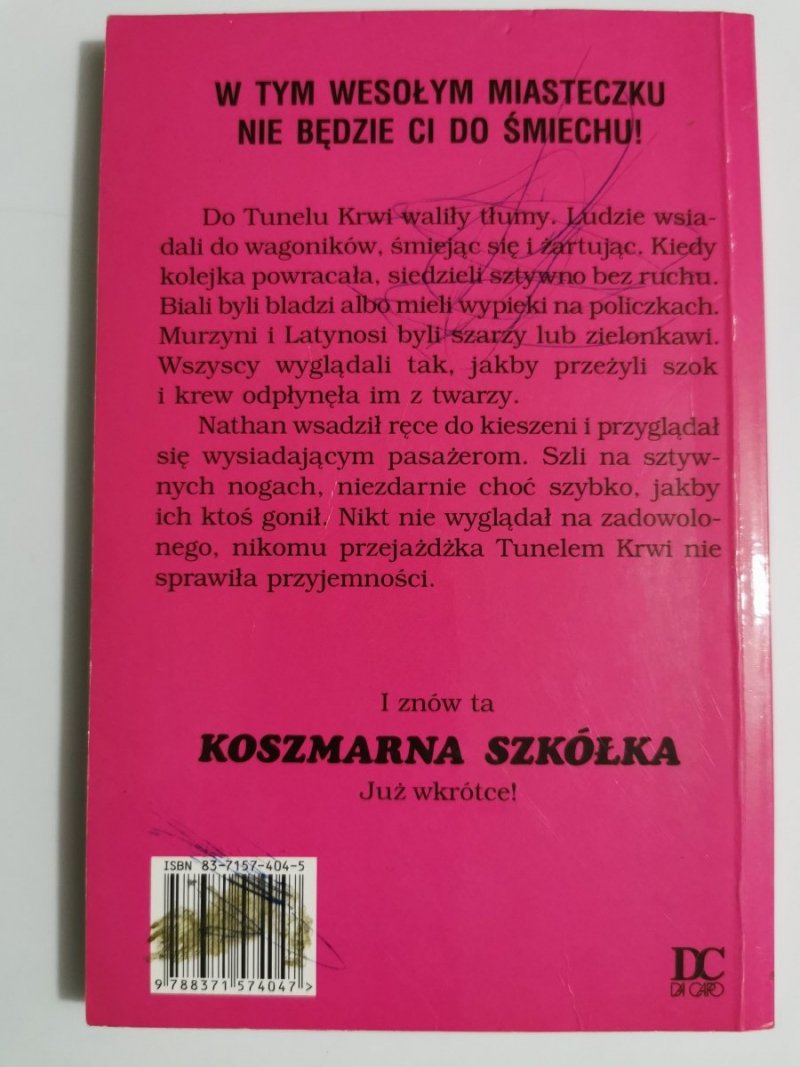 W TYM WESOŁYM MIASTECZKU
NIE BĘDZIE CI DO ŚMIECHU!
Do Tunelu Krwi waliły tłumy. Ludzie wsia-
dali do wagoników, śmiejąc się i żartując. Kiedy
kolejka powracała, siedzieli sztywno bez ruchu.
Biali byli bladzi albo mieli wypieki na policzkach.
Murzyni i Latynosi byli szarzy lub zielonkawi.
Wszyscy wyglądali tak, jakby przeżyli szok
i krew odpłynęła im z twarzy.
Nathan wsadził ręce do kieszeni i przyglądał
się wysiadającym pasażerom. Szli na sztyw-
nych nogach, niezdarnie choć szybko, jakby
ich ktoś gonił. Nikt nie wyglądał na zadowolo-
nego, nikomu przejażdżka Tunelem Krwi nie
sprawiła przyjemności.
I znów ta
KOSZMARNA SZKÓŁKA
Już wkrótce!
ISBN 83-7157-404-5
9 788371 574047 >
DC
DA CAPO